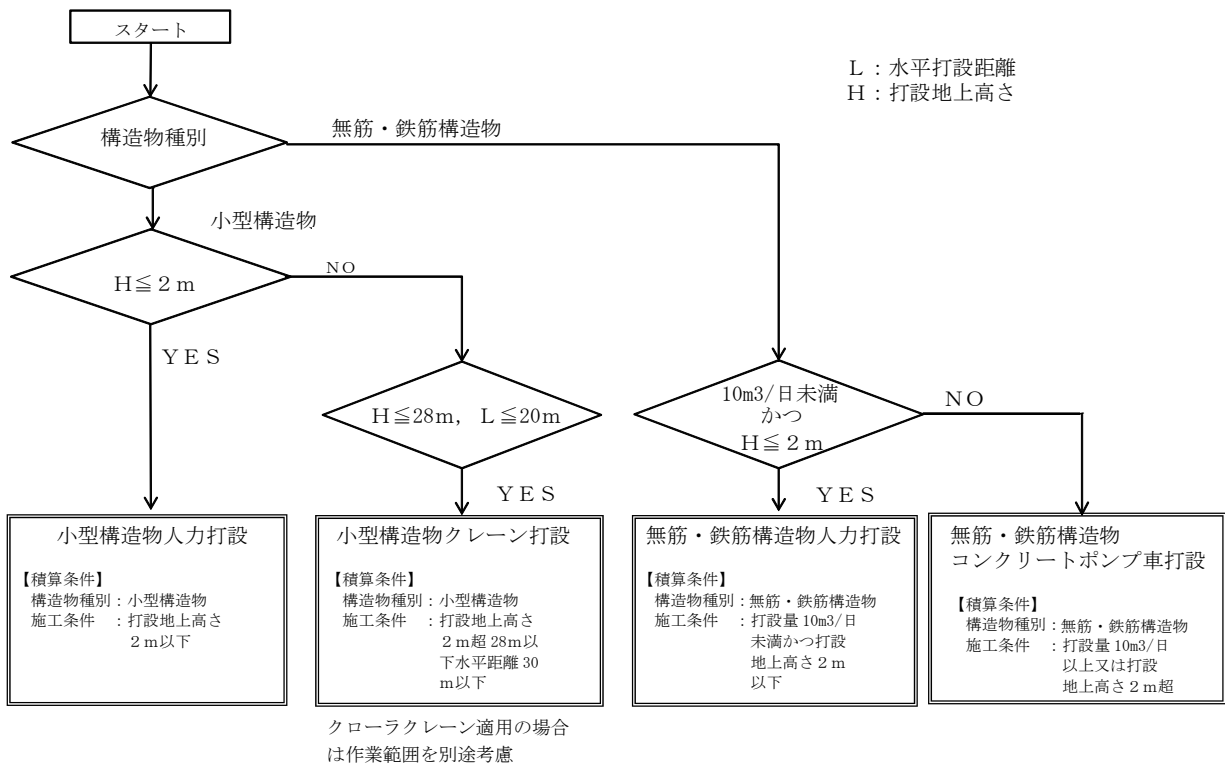 スタート
L：水平打設距離
H：打設地上高さ
構造物種別
無筋・鉄筋構造物
小型構造物
H≦２ｍ
NO
YES
H≦28m， L≦20m
YES
10m3/日未満
かつ
H≦２ｍ
NO
YES
小型構造物人力打設
【積算条件】
構造物種別：小型構造物
施工条件　：打設地上高さ
２ｍ以下
小型構造物クレーン打設
【積算条件】
構造物種別：小型構造物
施工条件　：打設地上高さ
２ｍ超 28ｍ以
下水平距離 30
ｍ以下
クローラクレーン適用の場合
は作業範囲を別途考慮
無筋・鉄筋構造物人力打設
【積算条件】
構造物種別：無筋・鉄筋構造物
施工条件　：打設量 10m3/日
未満かつ打設
地上高さ２ｍ
以下
無筋・鉄筋構造物
コンクリートポンプ車打設
【積算条件】
構造物種別：無筋・鉄筋構造物
施工条件　：打設量 10m3/日
以上又は打設
地上高さ２ｍ超